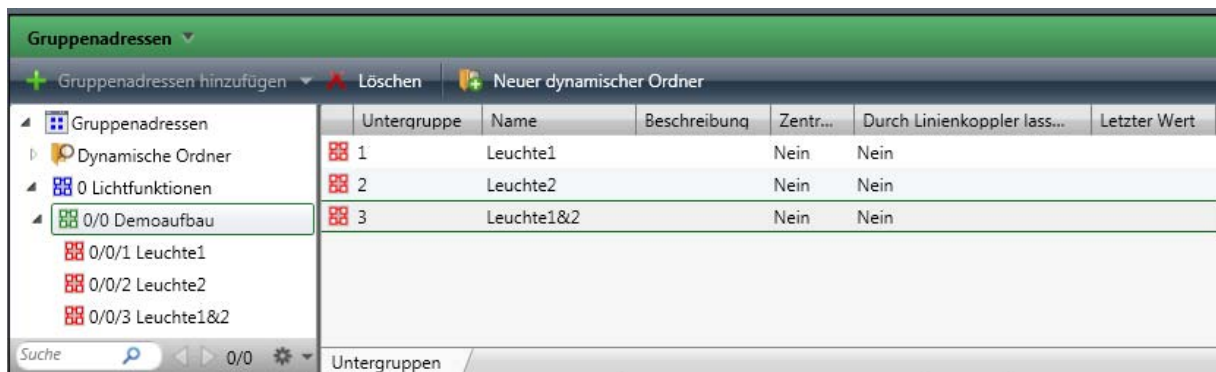 Gruppenadressen
Gruppenadressen hinzufügen Löschen Neuer dynamischer Ordner
Gruppenadressen
Dynamische Ordner
0 Lichtfunktionen
0/0 Demoaufbau
0/0/1 Leuchte1
0/0/2 Leuchte2
0/0/3 Leuchte1&2
Suche 0/0
Untergruppe Name Beschreibung Zentr... Durch Linienkoppler lass... Letzter Wert
1 Leuchte1 Nein Nein
2 Leuchte2 Nein Nein
3 Leuchte1&2 Nein Nein
Untergruppen